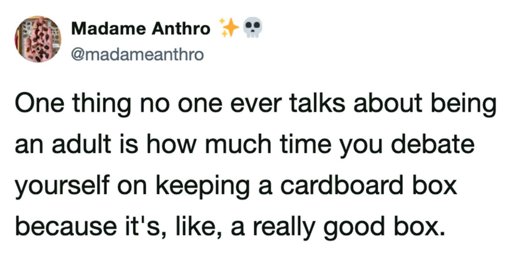 Madame Anthro ✨💀
@madameanthro
One thing no one ever talks about being
an adult is how much time you debate
yourself on keeping a cardboard box
because it's, like, a really good box.